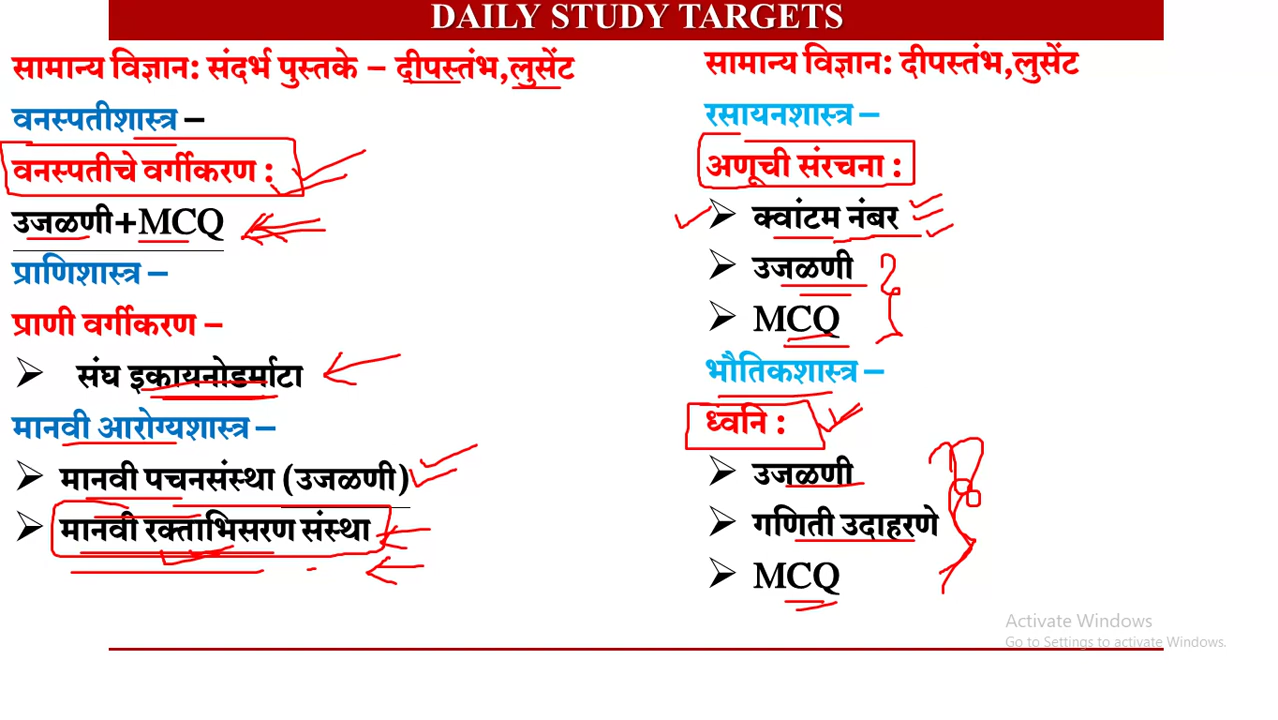 DAILY STUDY TARGETS
सामान्य विज्ञान: संदर्भ पुस्तके – दीपस्तंभ,लुसेंट
वनस्पतीशास्त्र –
वनस्पतीचे वर्गीकरण :
उजळणी+MCQ
प्राणिशास्त्र –
प्राणी वर्गीकरण –
➢ संघ इकायनोडर्माटा
मानवी आरोग्यशास्त्र –
➢ मानवी पचनसंस्था (उजळणी)
➢ मानवी रक्ताभिसरण संस्था
सामान्य विज्ञान: दीपस्तंभ,लुसेंट
रसायनशास्त्र –
अणूची संरचना :
➢ क्वांटम नंबर
➢ उजळणी
➢ MCQ
भौतिकशास्त्र –
ध्वनि :
➢ उजळणी
➢ गणिती उदाहरणे
➢ MCQ
Activate Windows
Go to Settings to activate Windows.